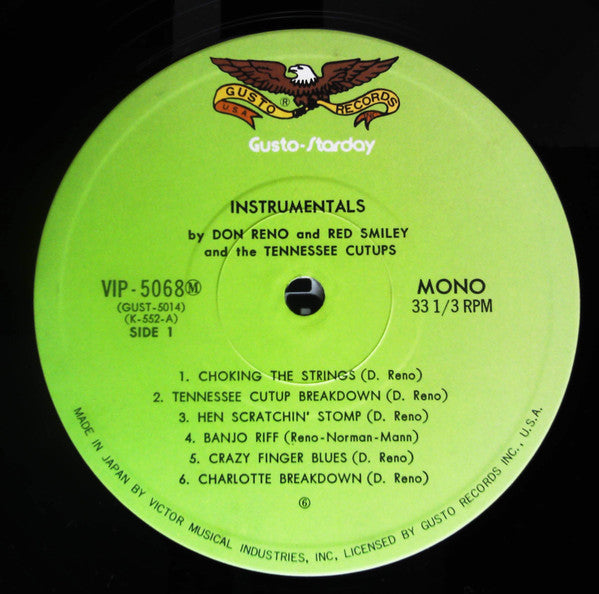 GUSTO ® RECORDS
U.S.A. INC.
Gusto-Starday
INSTRUMENTALS
by DON RENO and RED SMILEY
and the TENNESSEE CUTUPS
VIP-5068Ⓜ
(GUST-5014)
(K-552-A)
SIDE 1
MONO
33 1/3 RPM
1. CHOKING THE STRINGS (D. Reno)
2. TENNESSEE CUTUP BREAKDOWN (D. Reno)
3. HEN SCRATCHIN' STOMP (D. Reno)
4. BANJO RIFF (Reno-Norman-Mann)
5. CRAZY FINGER BLUES (D. Reno)
6. CHARLOTTE BREAKDOWN (D. Reno)
⑥
MADE IN JAPAN BY VICTOR MUSICAL INDUSTRIES, INC, LICENSED BY GUSTO RECORDS INC., U.S.A.